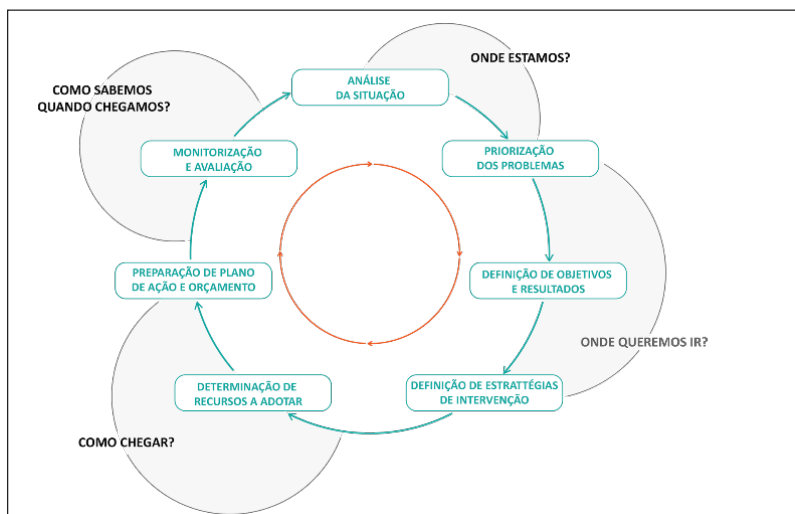 ONDE ESTAMOS?
ANÁLISE
DA SITUAÇÃO
PRIORIZAÇÃO
DOS PROBLEMAS
DEFINIÇÃO DE OBJETIVOS
E RESULTADOS
ONDE QUEREMOS IR?
DEFINIÇÃO DE ESTRATTÉGIAS
DE INTERVENÇÃO
DETERMINAÇÃO DE
RECURSOS A ADOTAR
COMO CHEGAR?
PREPARAÇÃO DE PLANO
DE AÇÃO E ORÇAMENTO
MONITORIZAÇÃO
E AVALIAÇÃO
COMO SABEMOS
QUANDO CHEGAMOS?